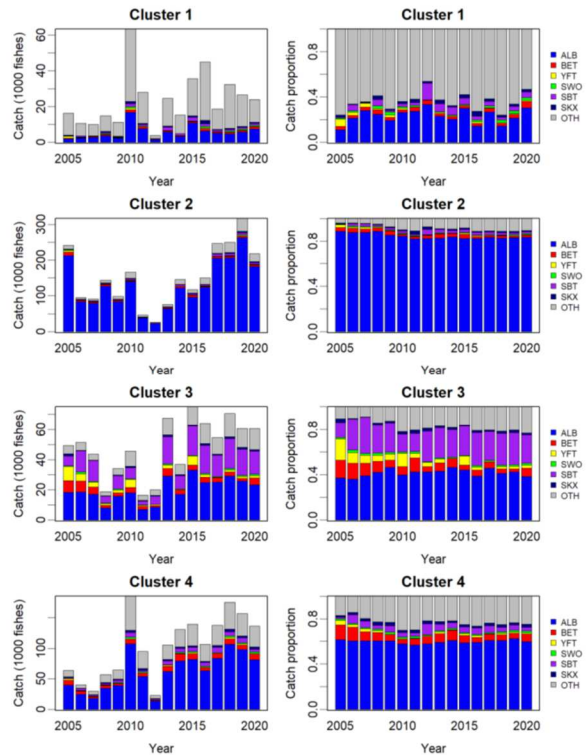 Cluster 1
Catch (1000 fishes)
0 20 40 60
2005 2010 2015 2020
Year
Cluster 1
Catch proportion
0.0 0.4 0.8
2005 2010 2015 2020
Year
ALB
BET
YFT
SWO
SBT
SKX
OTH
Cluster 2
Catch (1000 fishes)
0 100 200 300
2005 2010 2015 2020
Year
Cluster 2
Catch proportion
0.0 0.4 0.8
2005 2010 2015 2020
Year
ALB
BET
YFT
SWO
SBT
SKX
OTH
Cluster 3
Catch (1000 fishes)
0 20 40 60
2005 2010 2015 2020
Year
Cluster 3
Catch proportion
0.0 0.4 0.8
2005 2010 2015 2020
Year
ALB
BET
YFT
SWO
SBT
SKX
OTH
Cluster 4
Catch (1000 fishes)
0 50 100
2005 2010 2015 2020
Year
Cluster 4
Catch proportion
0.0 0.4 0.8
2005 2010 2015 2020
Year
ALB
BET
YFT
SWO
SBT
SKX
OTH